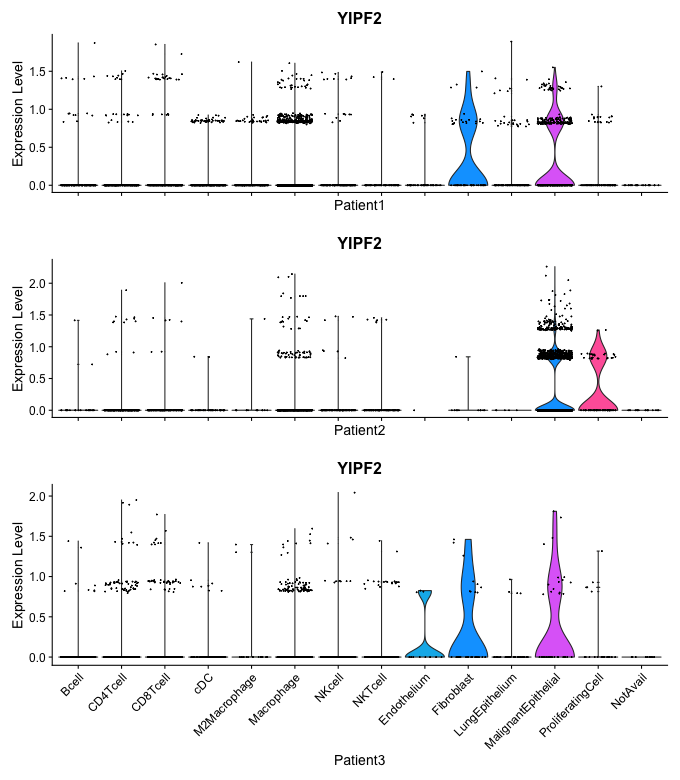 YIPF2
Expression Level
1.5
1.0
0.5
0.0
Patient1
YIPF2
Expression Level
2.0
1.5
1.0
0.5
0.0
Patient2
YIPF2
Expression Level
2.0
1.5
1.0
0.5
0.0
Bcell
CD4Tcell
CD8Tcell
cDC
M2Macrophage
Macrophage
NKcell
NKTcell
Endothelium
Fibroblast
LungEpithelium
MalignantEpithelial
ProliferatingCell
NotAvail
Patient3